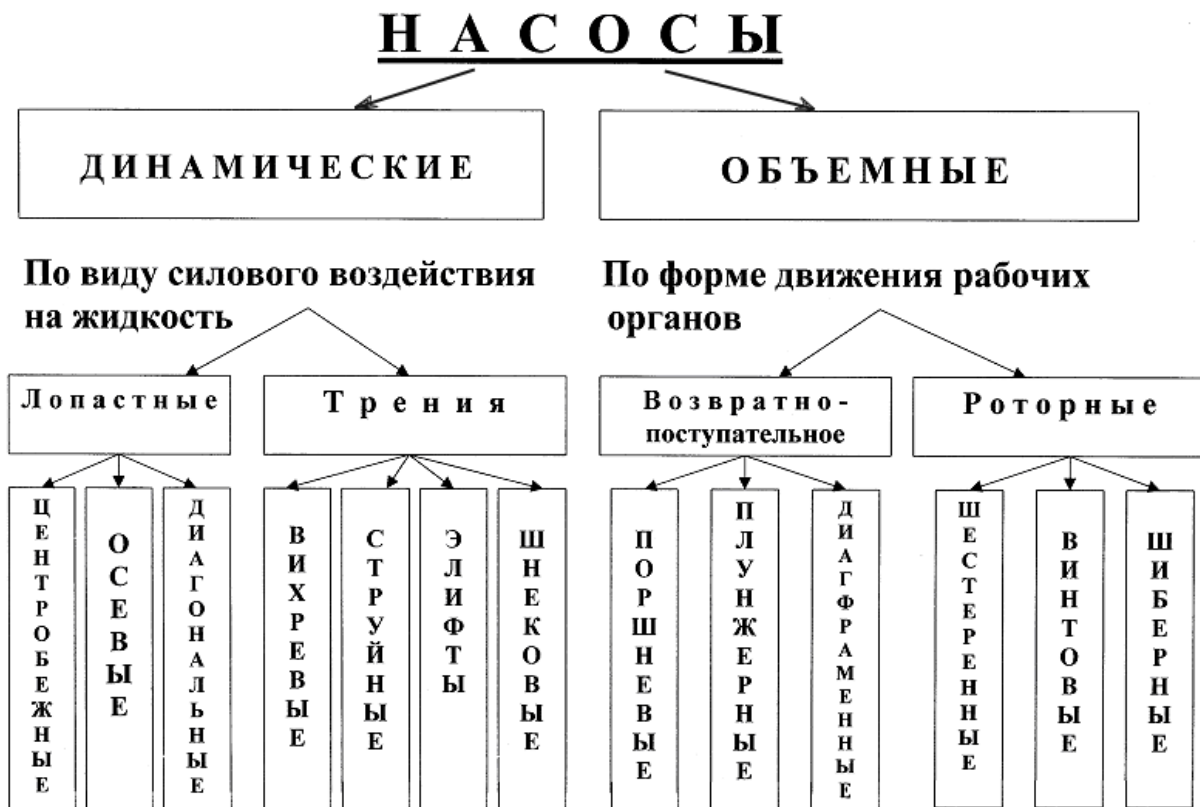 НАСОСЫ
ДИНАМИЧЕСКИЕ
ОБЪЕМНЫЕ
По виду силового воздействия
на жидкость
По форме движения рабочих
органов
Лопастные
Трения
Возвратно-
поступательное
Роторные
ЦЕНТРОБЕЖНЫЕ
ОСЕВЫЕ
ДИАГОНАЛЬНЫЕ
ВИХРЕВЫЕ
СТРУЙНЫЕ
ЭЛИФТЫ
ШНЕКОВЫЕ
ПОРШНЕВЫЕ
ПЛУНЖЕРНЫЕ
ДИАГФРАМЕННЫЕ
ШЕСТЕРЕННЫЕ
ВИНТОВЫЕ
ШИБЕРНЫЕ